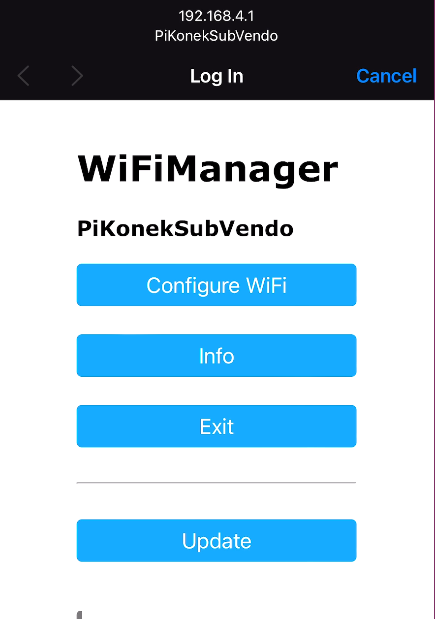 192.168.4.1
PiKonekSubVendo
Log In
Cancel
WiFiManager
PiKonekSubVendo
Configure WiFi
Info
Exit
Update